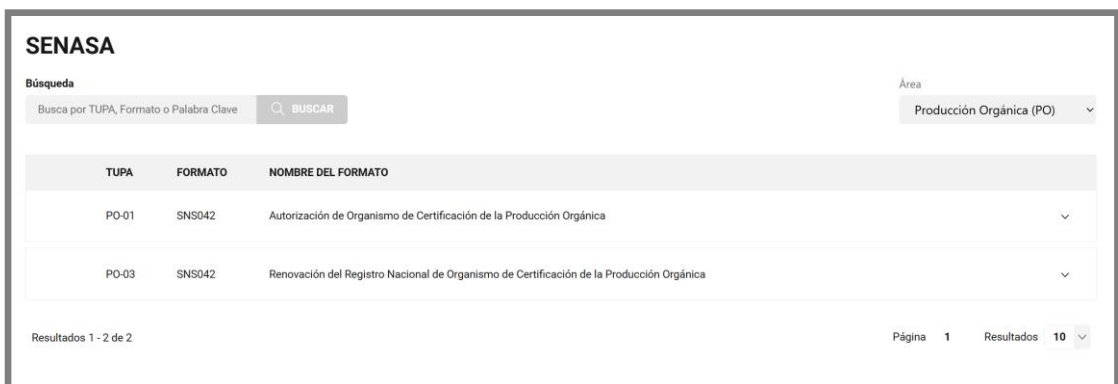 SENASA
Búsqueda
Área
Busca por TUPA, Formato o Palabra Clave BUSCAR
Producción Orgánica (PO)
TUPA FORMATO NOMBRE DEL FORMATO
PO-01 SNS042 Autorización de Organismo de Certificación de la Producción Orgánica
PO-03 SNS042 Renovación del Registro Nacional de Organismo de Certificación de la Producción Orgánica
Resultados 1 - 2 de 2 Página 1 Resultados 10